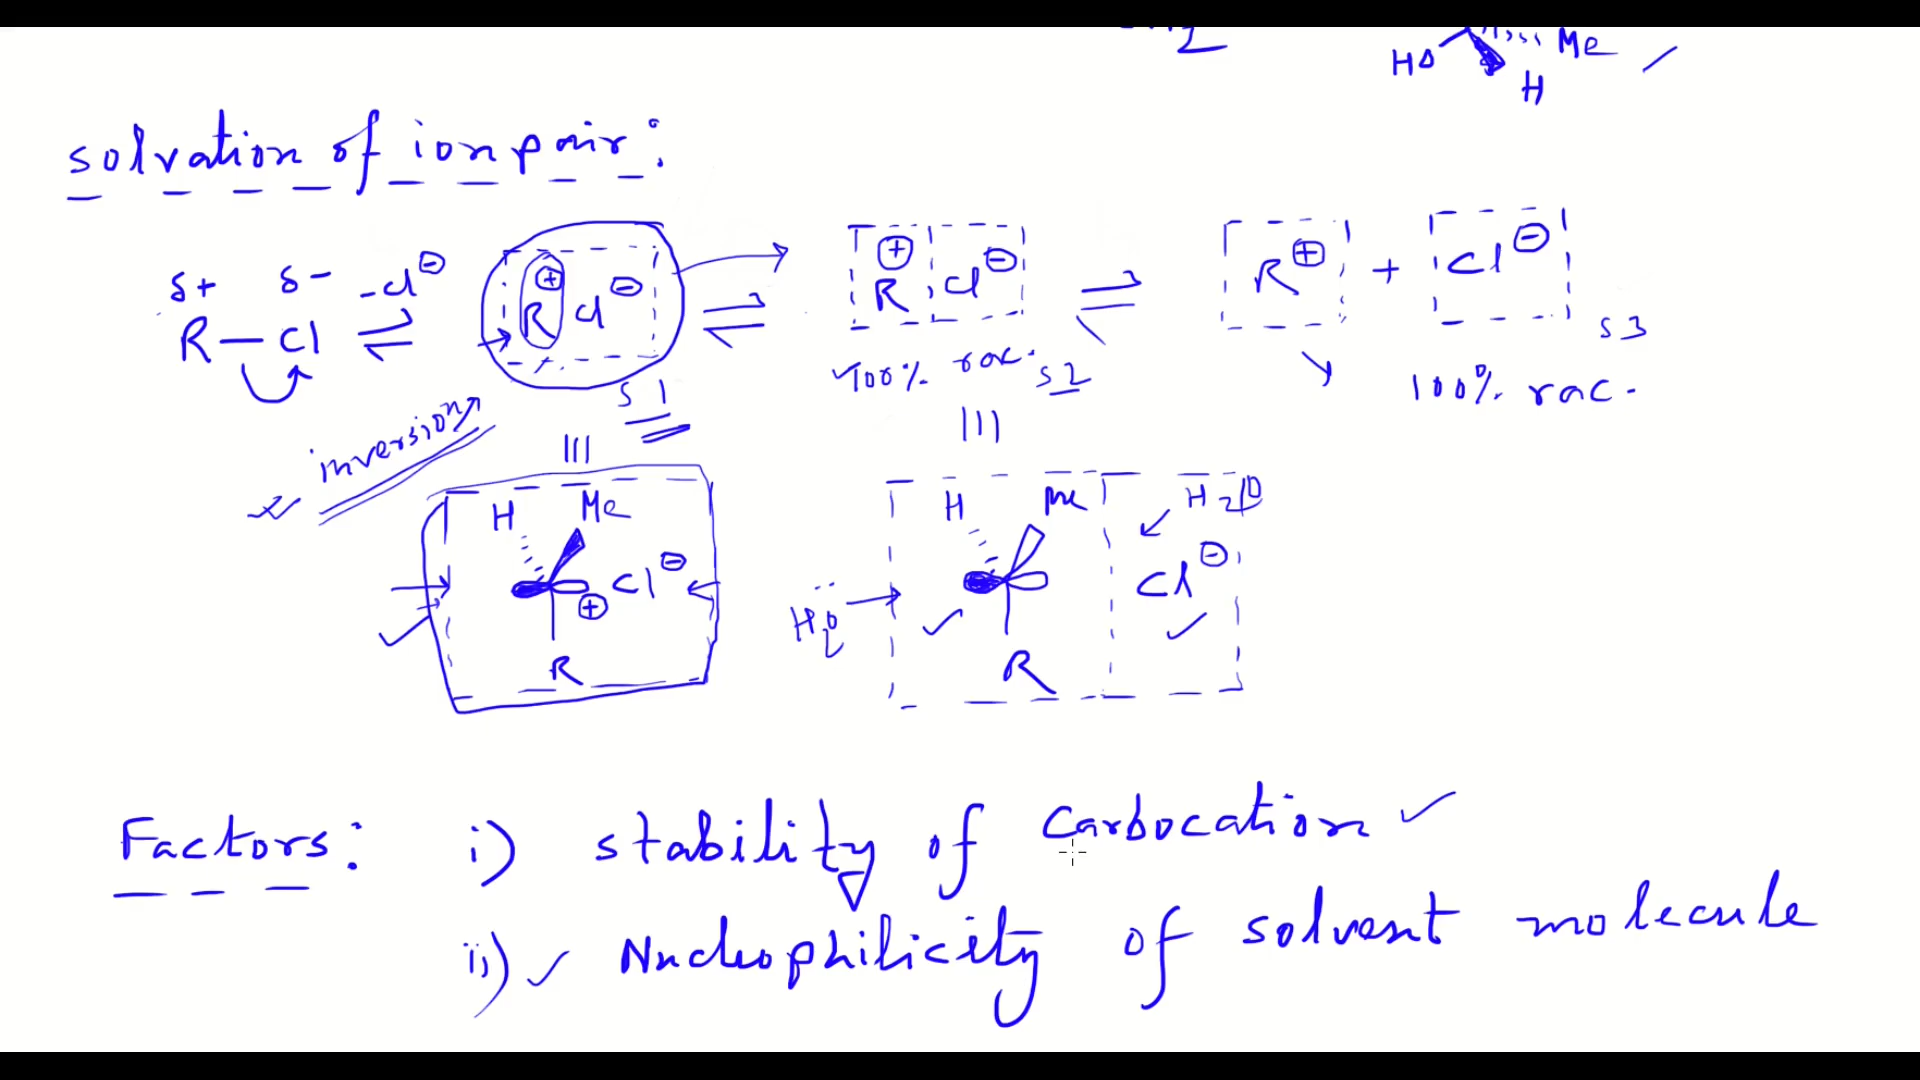 HO Me
H
solvation of ion pair:
δ+ δ- -Cl⊖ R⊕ Cl⊖ R⊕ Cl⊖ R⊕ + Cl⊖
R—Cl ⇌ ⇌ ⇌
S1 100% rac. S2 100% rac. S3
inversion
≡ ≡
H Me H Me H2O
⊕ Cl⊖ H2Ö Cl⊖
R R
Factors: i) stability of carbocation
ii) Nucleophilicity of solvent molecule